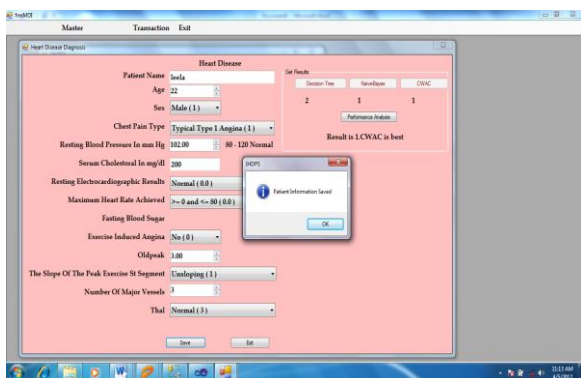 frmMDI
Master Transaction Exit
Heart Disease Diagnosis
Heart Disease
Patient Name leela
Age 22
Sex Male ( 1 )
Chest Pain Type Typical Type 1 Angina ( 1 )
Resting Blood Pressure In mm Hg 102.00 80 - 120 Normal
Serum Cholestoral In mg/dl 200
Resting Electrocardiographic Results Normal ( 0.0 )
Maximum Heart Rate Achieved >= 0 and <= 80 ( 0.0 )
Fasting Blood Sugar
Exercise Induced Angina No ( 0 )
Oldpeak 3.00
The Slope Of The Peak Exercise St Segment Unsloping ( 1 )
Number Of Major Vessels 3
Thal Normal ( 3 )
Save Exit
Get Results
Decision Tree NaiveBayes CWAC
2 1 1
Performance Analysis
Result is 1.CWAC is best
IHDPS
Patient Information Saved
OK
11:13 AM
4/5/2012